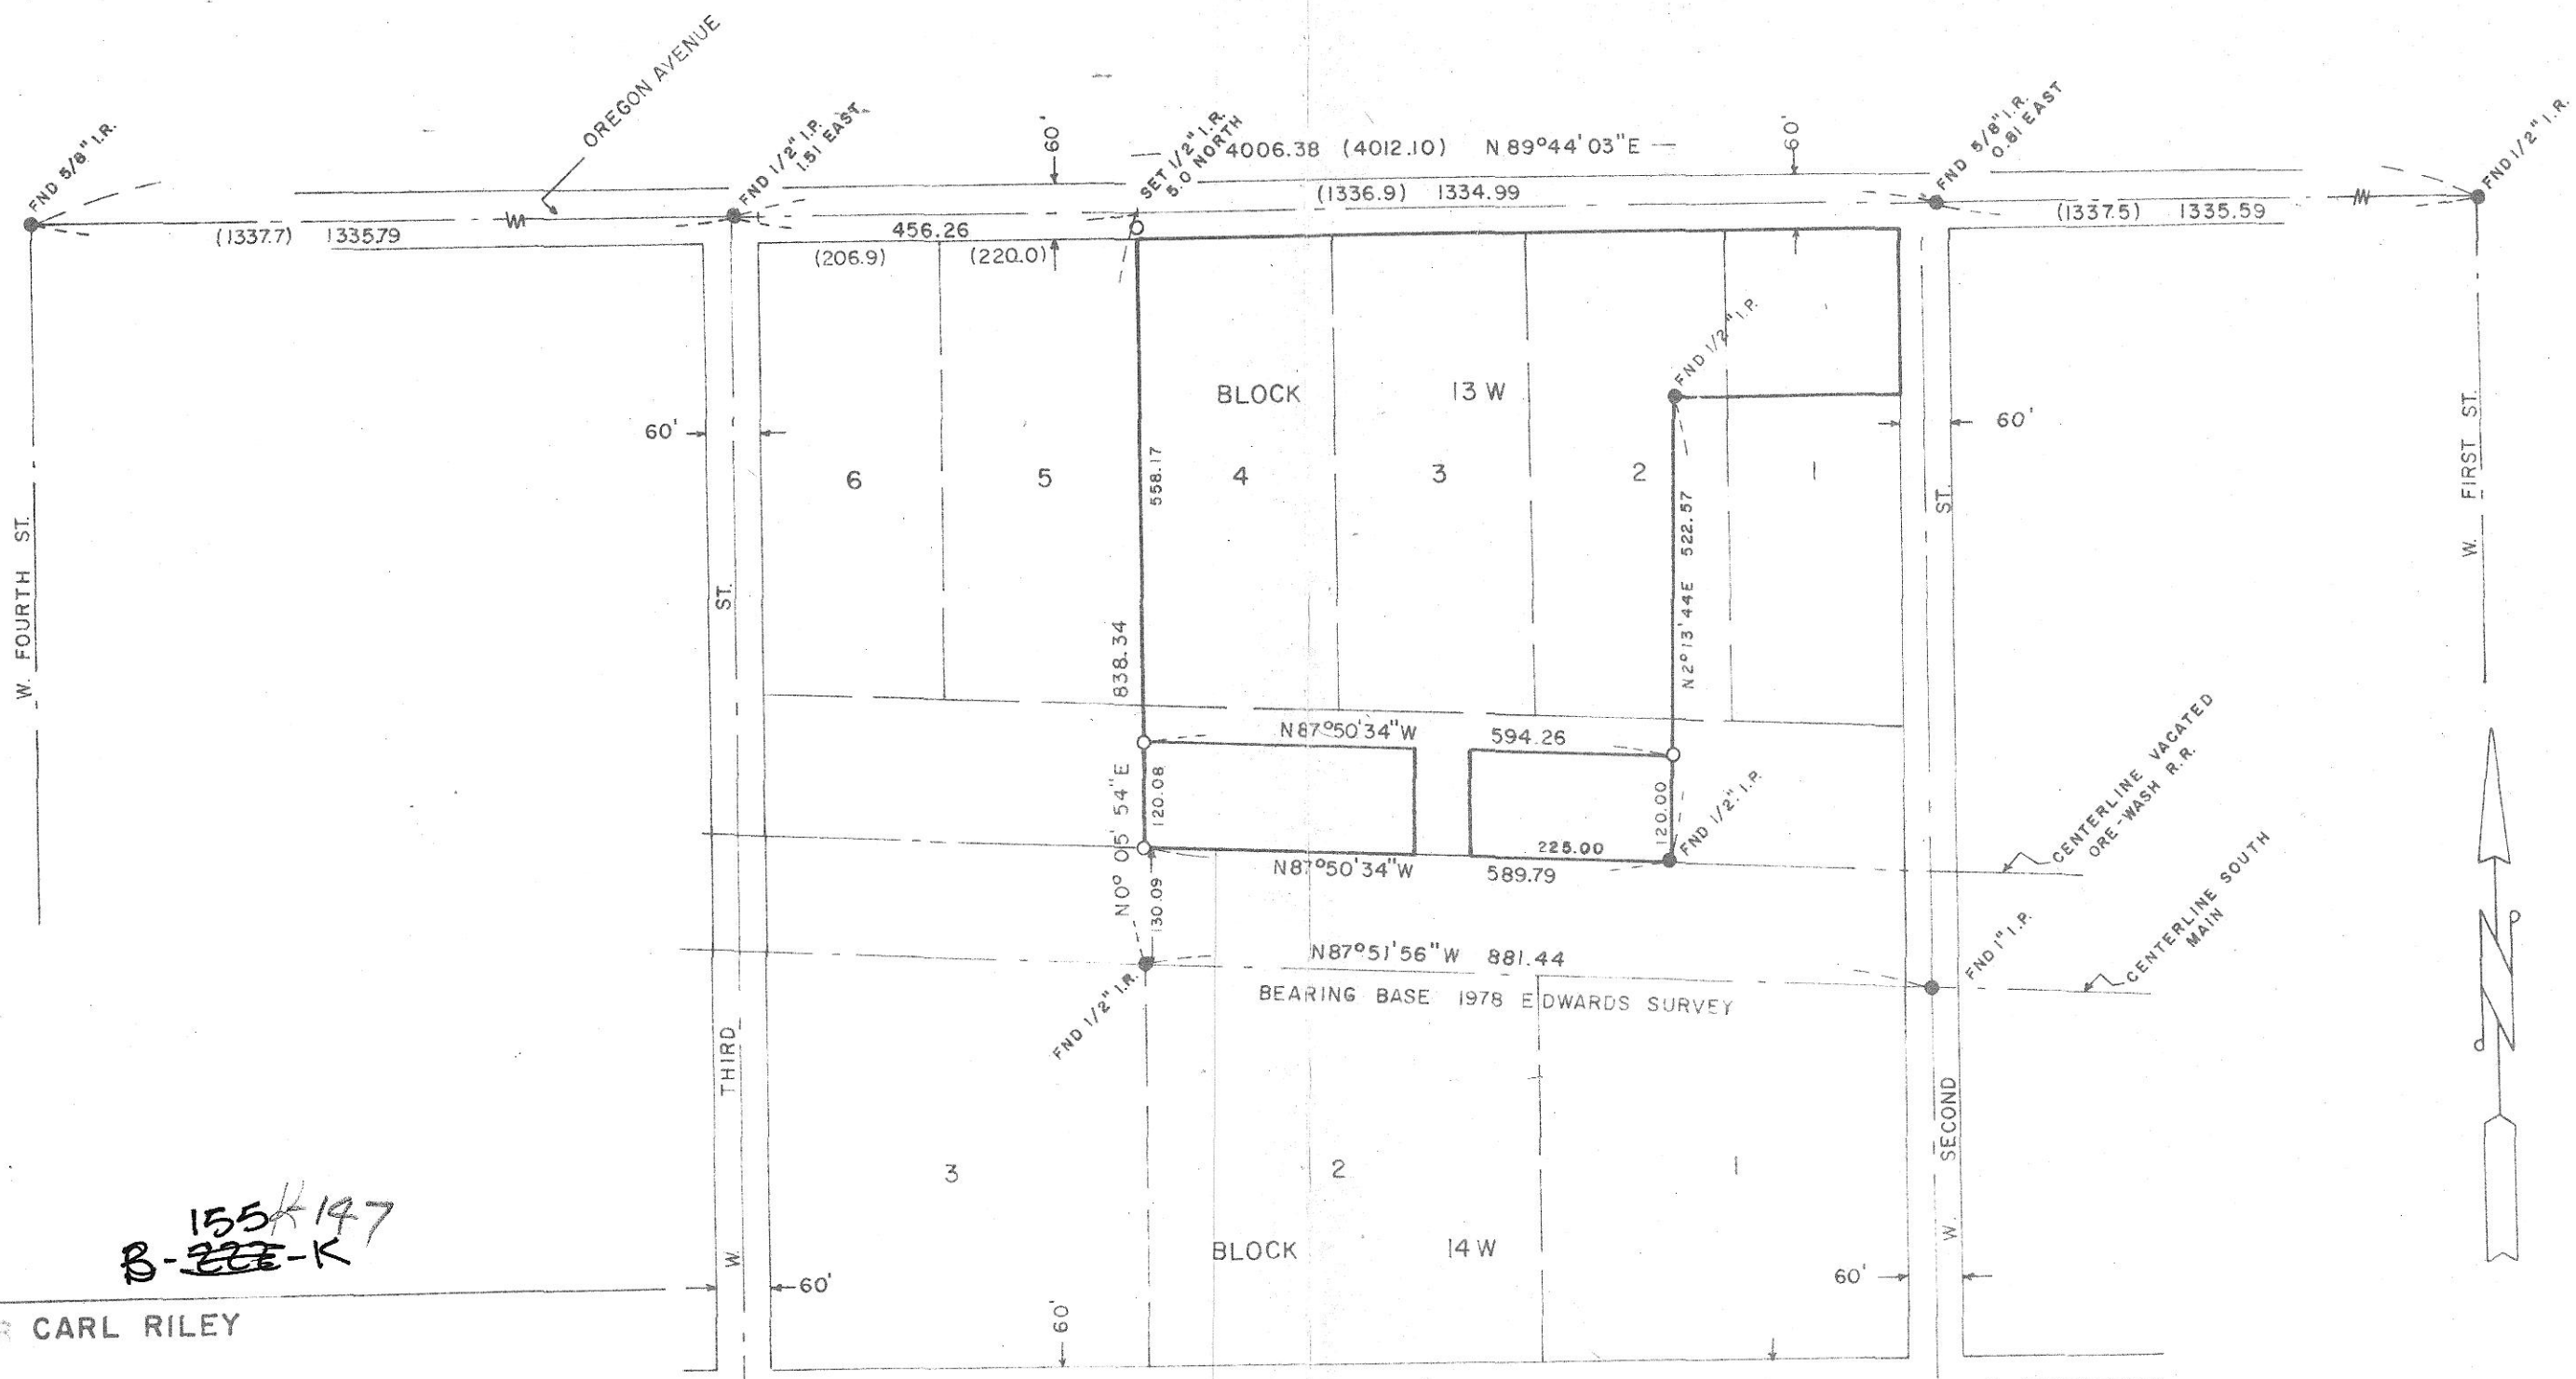 OREGON AVENUE
FND 5/8" I.R.
FND 1/2" I.P.
1.51 EAST
60'
SET 1/2" I.R.
5.0 NORTH
4006.38 (4012.10) N 89°44'03"E
60'
FND 5/8" I.R.
0.81 EAST
FND 1/2" I.R.
(1336.9) 1334.99
(1337.7) 1335.79
456.26
(1337.5) 1335.59
(206.9) (220.0)
FND 1/2" I.P.
BLOCK 13 W
60'
60'
6 5 4 3 2 1
558.17
N2°13'44E 522.57
W. FOURTH ST.
W. FIRST ST.
ST.
ST.
838.34
N0° 05' 54"E
N87°50'34"W 594.26
120.08
120.00
FND 1/2" I.P.
225.00
N87°50'34"W 589.79
CENTERLINE VACATED
ORE-WASH R.R.
CENTERLINE SOUTH
MAIN
130.09
N87°51'56"W 881.44
FND 1" I.P.
BEARING BASE 1978 EDWARDS SURVEY
FND 1/2" I.R.
THIRD
W.
SECOND
W.
3 2 1
155 K 147
B-222-K
BLOCK 14 W
60'
60'
60'
CARL RILEY